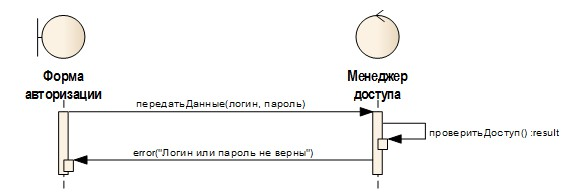 Форма
авторизации
Менеджер
доступа
передатьДанные(логин, пароль)
проверитьДоступ() :result
error("Логин или пароль не верны")